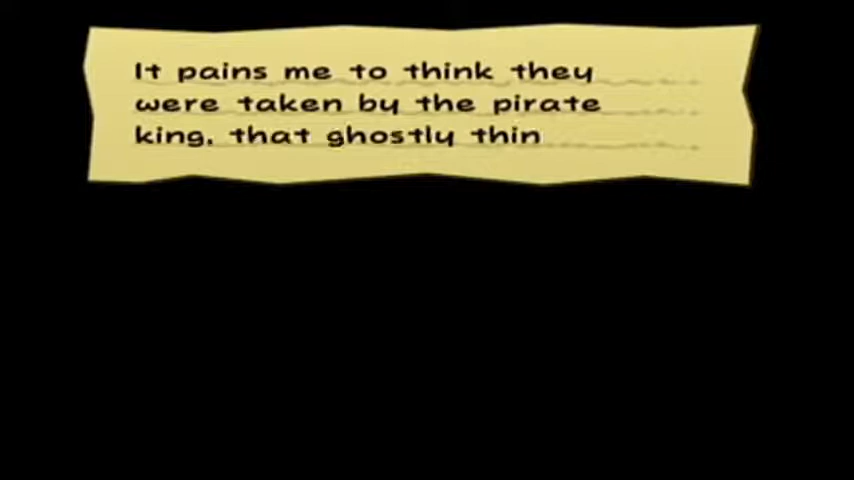 It pains me to think they
were taken by the pirate
king, that ghostly thin